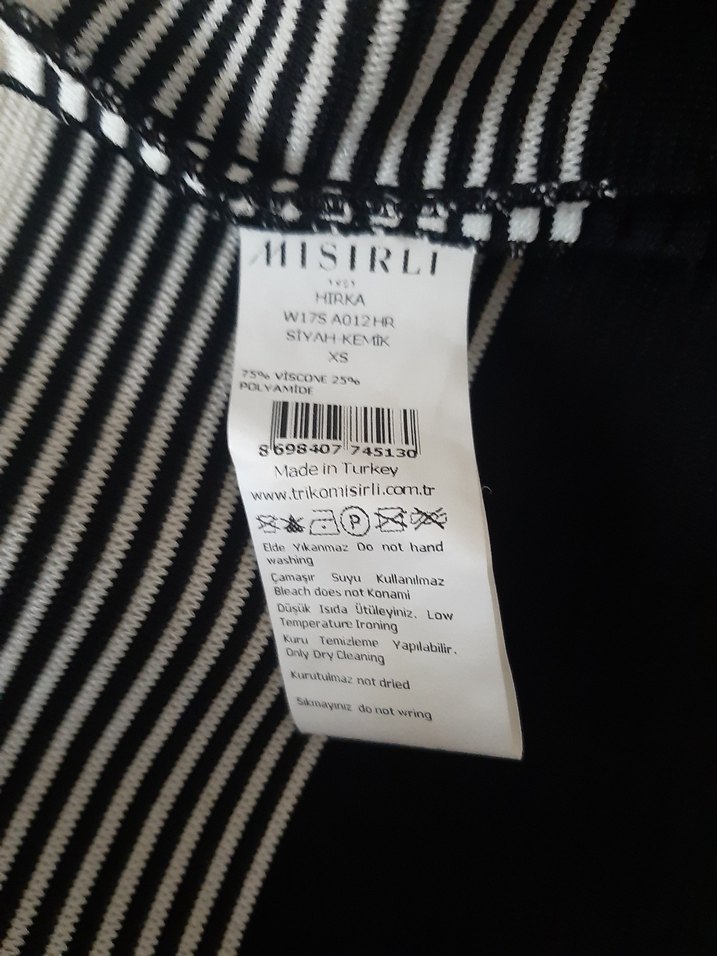 MISIRLI
1951
HIRKA
W17S A012HR
SİYAH-KEMİK
XS
75% VİSCONE 25%
POLYAMİDE
8 698407 745130
Made in Turkey
www.trikomisirli.com.tr
P
Elde Yıkanmaz Do not hand
washing
Çamaşır Suyu Kullanılmaz
Bleach does not Konami
Düşük Isıda Ütüleyiniz. Low
Temperature Ironing
Kuru Temizleme Yapılabilir.
Only Dry Cleaning
Kurutulmaz not dried
Sıkmayınız do not wring